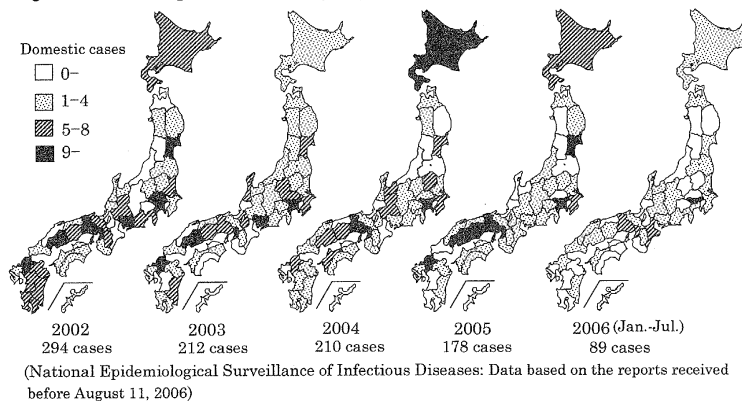 Domestic cases
0–
1–4
5–8
9–
2002 2003 2004 2005 2006 (Jan.-Jul.)
294 cases 212 cases 210 cases 178 cases 89 cases
(National Epidemiological Surveillance of Infectious Diseases: Data based on the reports received
before August 11, 2006)